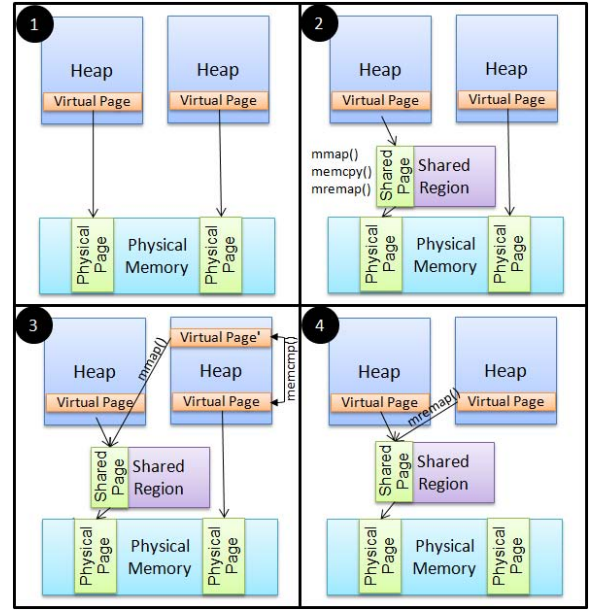 1
Heap
Virtual Page
Heap
Virtual Page
Physical
Page
Physical
Memory
Physical
Page
2
Heap
Virtual Page
Heap
Virtual Page
mmap()
memcpy()
mremap()
Shared
Page
Shared
Region
Physical
Page
Physical
Memory
Physical
Page
3
Heap
Virtual Page
Virtual Page'
Heap
Virtual Page
mmap()
memcmp()
Shared
Page
Shared
Region
Physical
Page
Physical
Memory
Physical
Page
4
Heap
Virtual Page
Heap
Virtual Page
mremap()
Shared
Page
Shared
Region
Physical
Page
Physical
Memory
Physical
Page